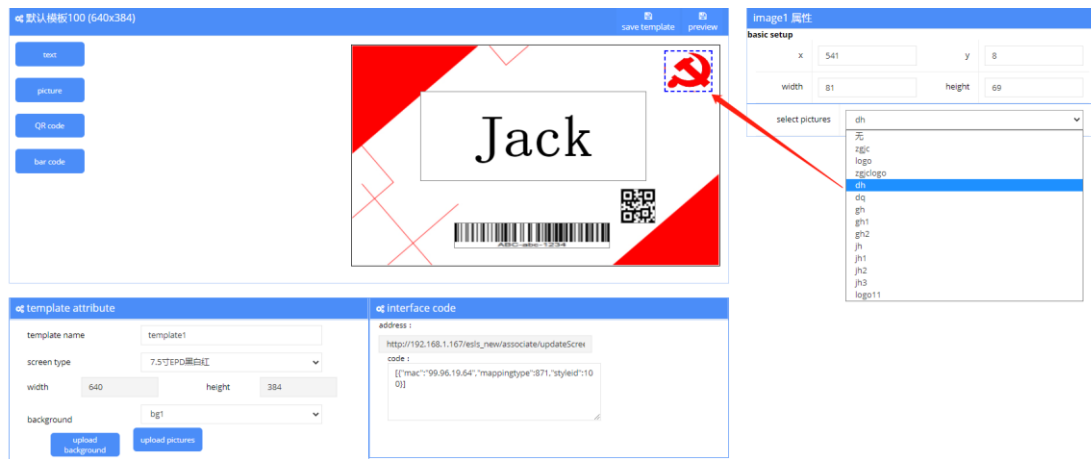 默认模板100 (640x384)
save template
preview
text
picture
QR code
bar code
Jack
ABC-abc-1234
image1 属性
basic setup
x 541 y 8
width 81 height 69
select pictures dh
无
zgjc
logo
zgjclogo
dh
dq
gh
gh1
gh2
jh
jh1
jh2
jh3
logo11
template attribute
template name template1
screen type 7.5寸EPD黑白红
width 640 height 384
background bg1
upload background
upload pictures
interface code
address :
http://192.168.1.167/esls_new/associate/updateScree
code :
[{"mac":"99.96.19.64","mappingtype":871,"styleid":10
0}]